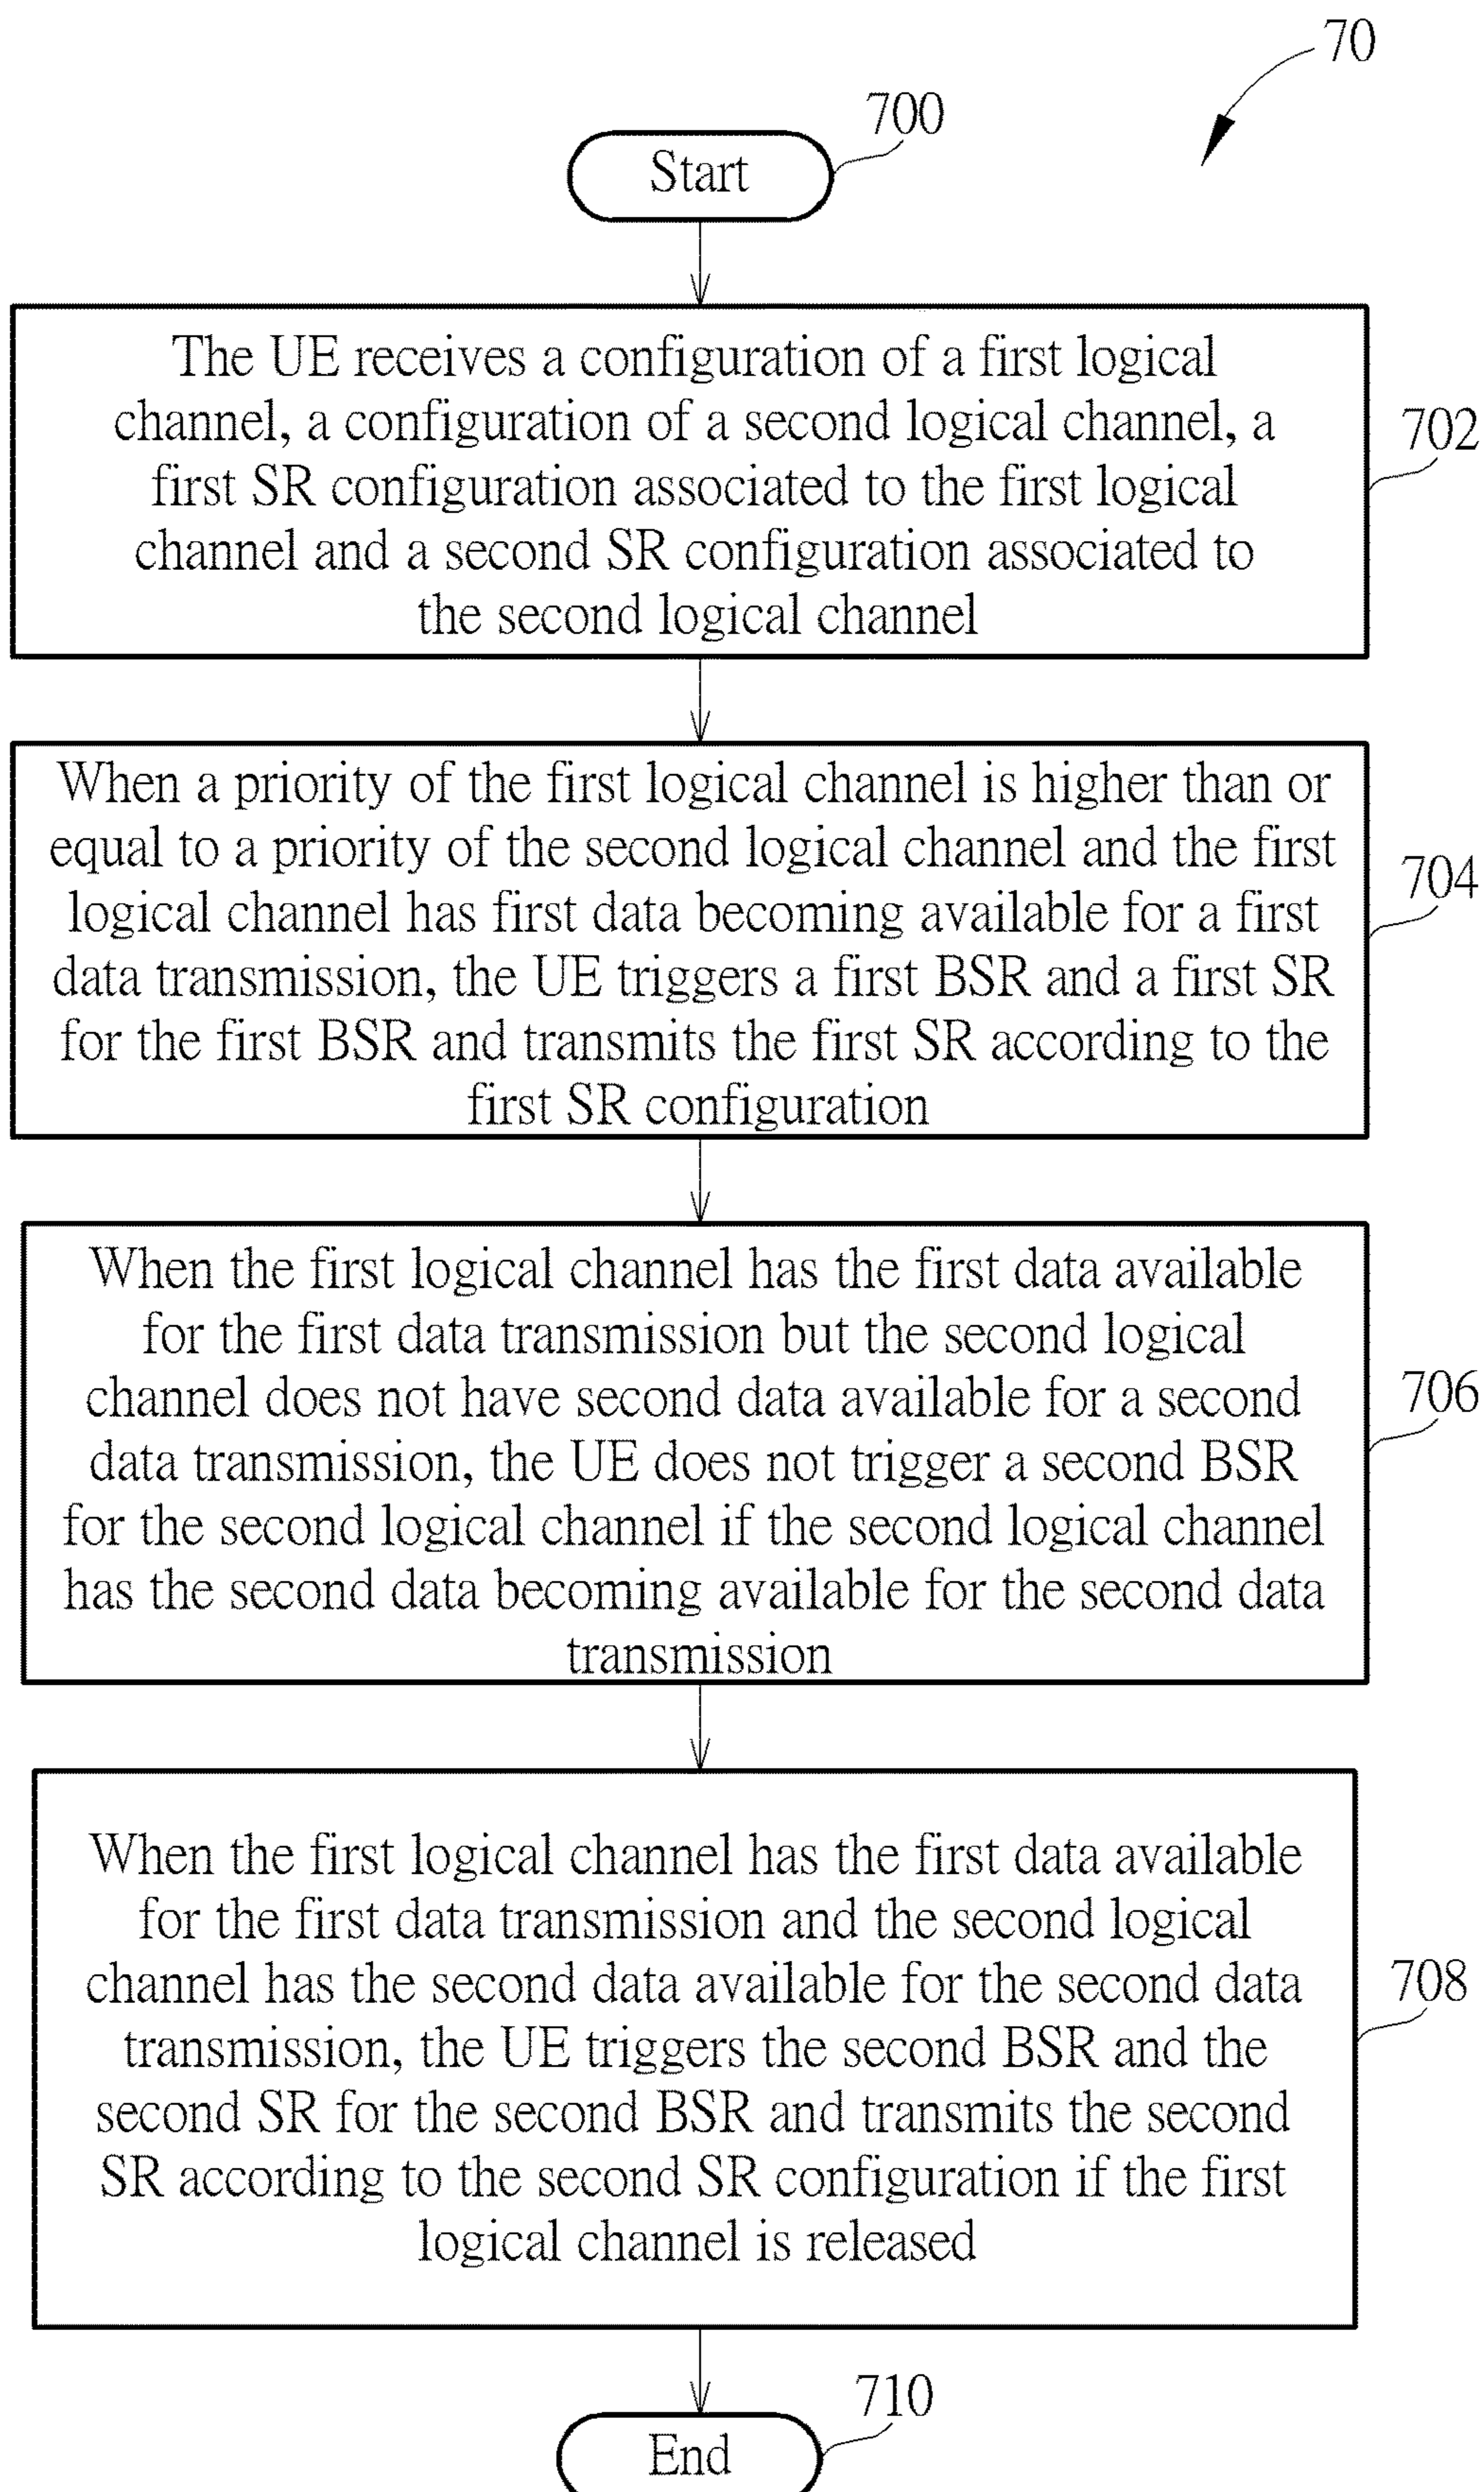 70
700
Start
The UE receives a configuration of a first logical
channel, a configuration of a second logical channel, a
first SR configuration associated to the first logical
channel and a second SR configuration associated to
the second logical channel
702
When a priority of the first logical channel is higher than or
equal to a priority of the second logical channel and the first
logical channel has first data becoming available for a first
data transmission, the UE triggers a first BSR and a first SR
for the first BSR and transmits the first SR according to the
first SR configuration
704
When the first logical channel has the first data available
for the first data transmission but the second logical
channel does not have second data available for a second
data transmission, the UE does not trigger a second BSR
for the second logical channel if the second logical channel
has the second data becoming available for the second data
transmission
706
When the first logical channel has the first data available
for the first data transmission and the second logical
channel has the second data available for the second data
transmission, the UE triggers the second BSR and the
second SR for the second BSR and transmits the second
SR according to the second SR configuration if the first
logical channel is released
708
710
End